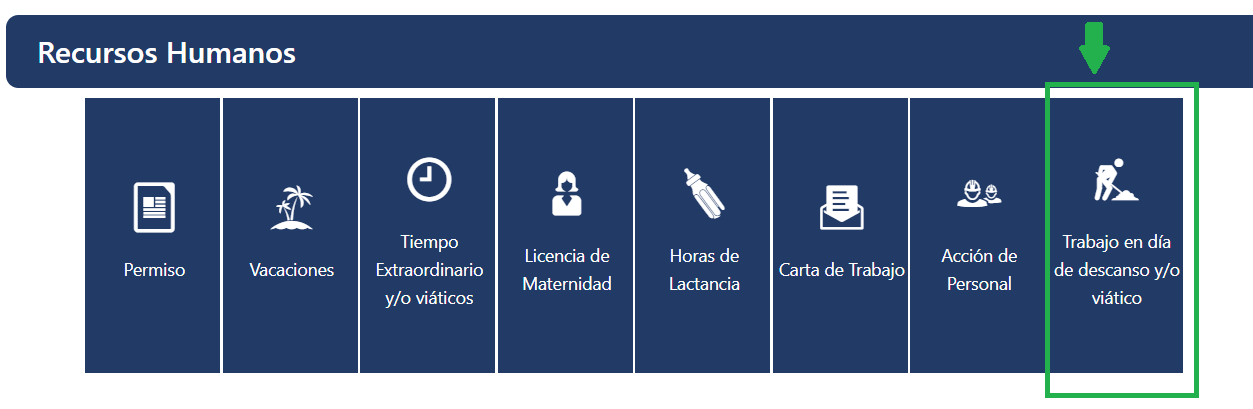 Recursos Humanos
Permiso
Vacaciones
Tiempo
Extraordinario
y/o viáticos
Licencia de
Maternidad
Horas de
Lactancia
Carta de Trabajo
Acción de
Personal
Trabajo en día
de descanso y/o
viático